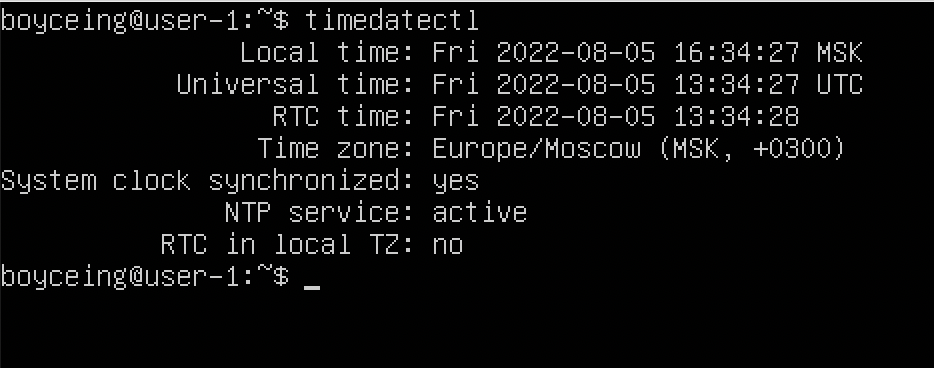 boyceing@user-1:~$ timedatectl
Local time: Fri 2022-08-05 16:34:27 MSK
Universal time: Fri 2022-08-05 13:34:27 UTC
RTC time: Fri 2022-08-05 13:34:28
Time zone: Europe/Moscow (MSK, +0300)
System clock synchronized: yes
NTP service: active
RTC in local TZ: no
boyceing@user-1:~$ _